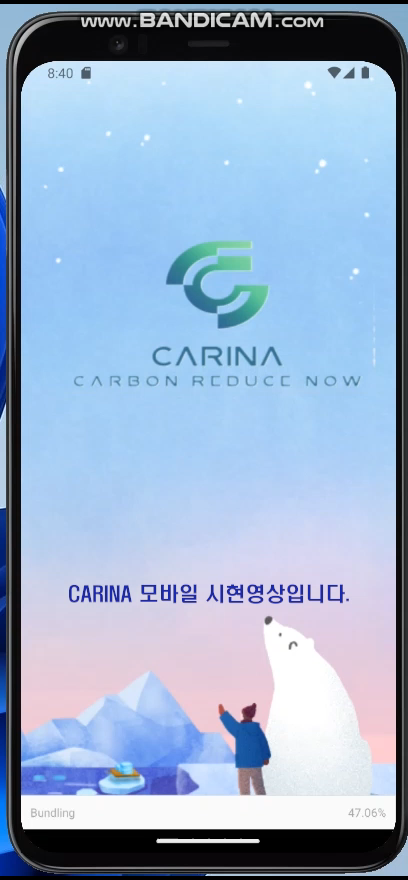 WWW.BANDICAM.COM
8:40
CARINA
CARBON REDUCE NOW
CARINA 모바일 시현영상입니다.
Bundling 47.06%